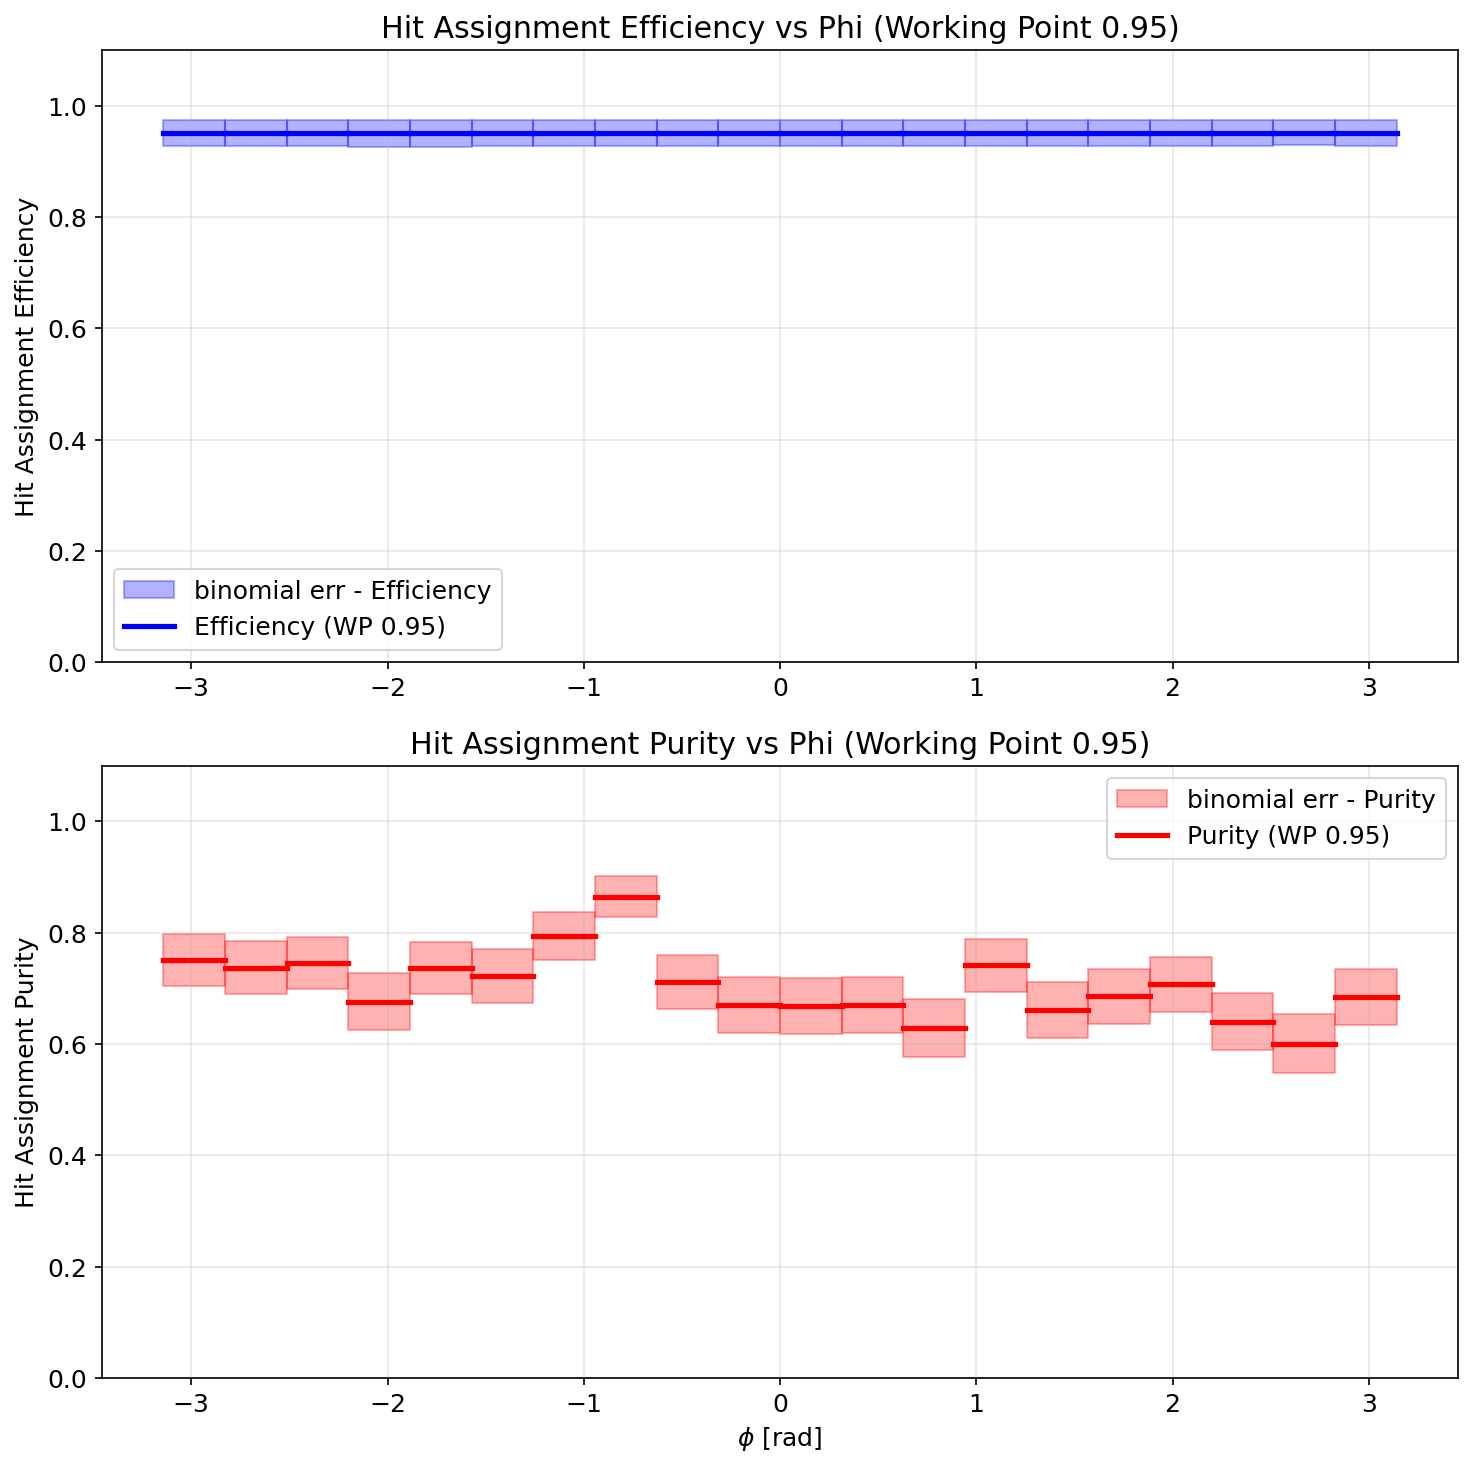 Hit Assignment Efficiency vs Phi (Working Point 0.95)
Hit Assignment Efficiency
1.0
0.8
0.6
0.4
0.2
0.0
binomial err - Efficiency
Efficiency (WP 0.95)
−3
−2
−1
0
1
2
3
Hit Assignment Purity vs Phi (Working Point 0.95)
Hit Assignment Purity
1.0
0.8
0.6
0.4
0.2
0.0
binomial err - Purity
Purity (WP 0.95)
−3
−2
−1
0
1
2
3
ϕ [rad]